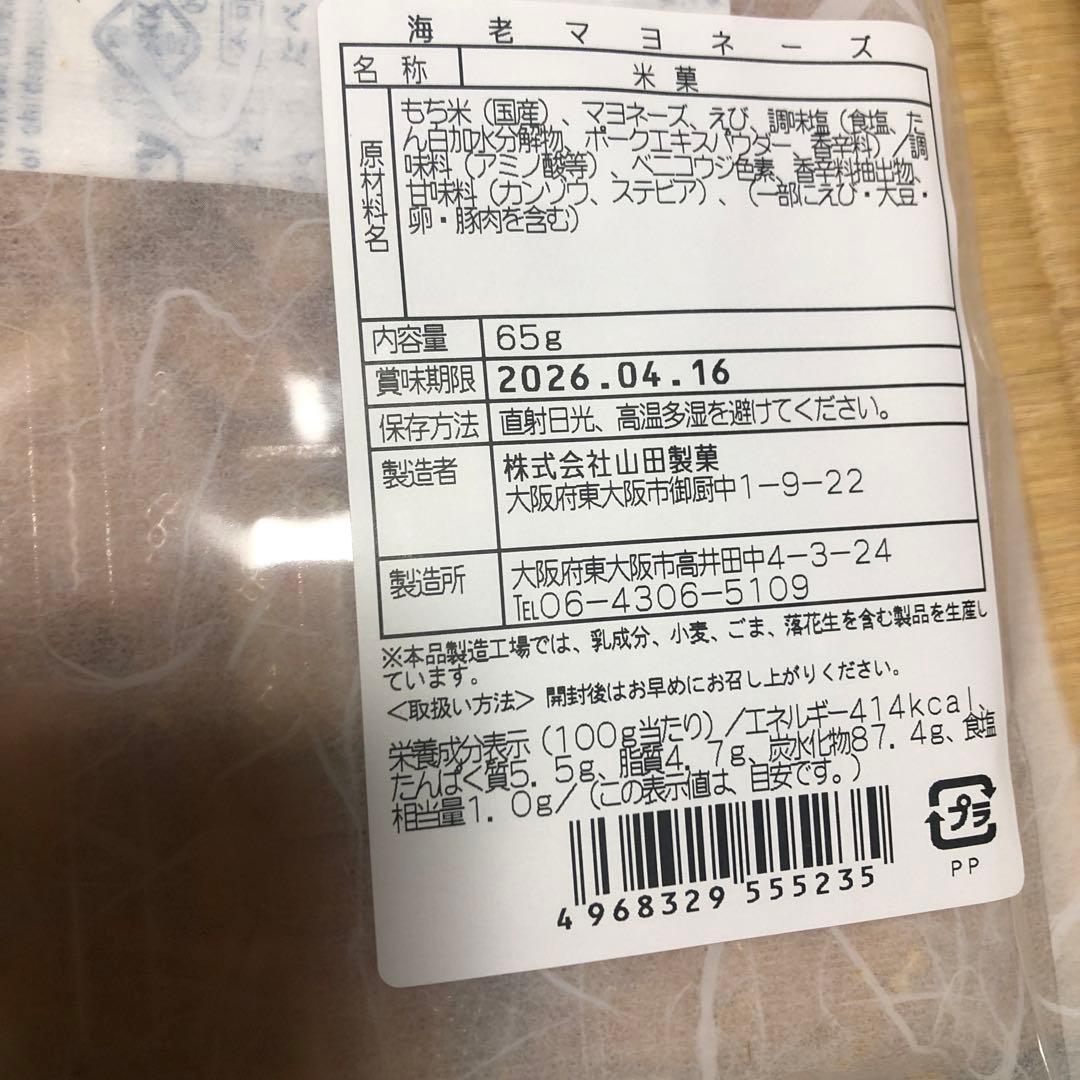 海老マヨネーズ
名称 米菓
原材料名
もち米（国産）、マヨネーズ、えび、調味塩（食塩、た
ん白加水分解物、ポークエキスパウダー、香辛料）／調
味料（アミノ酸等）、ベニコウジ色素、香辛料抽出物、
甘味料（カンゾウ、ステビア）、（一部にえび・大豆・
卵・豚肉を含む）
内容量 65g
賞味期限 2026.04.16
保存方法 直射日光、高温多湿を避けてください。
製造者 株式会社山田製菓
大阪府東大阪市御厨中1-9-22
製造所 大阪府東大阪市高井田中4-3-24
℡06-4306-5109
※本品製造工場では、乳成分、小麦、ごま、落花生を含む製品を生産し
ています。
＜取扱い方法＞ 開封後はお早めにお召し上がりください。
栄養成分表示（100g当たり）／エネルギー414kcal、
たんぱく質5.5g、脂質4.7g、炭水化物87.4g、食塩
相当量1.0g／（この表示値は、目安です。）
プラ
PP
4 968329 555235